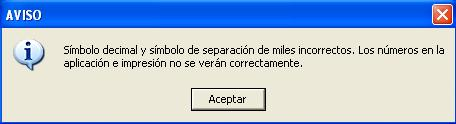 AVISO
Símbolo decimal y símbolo de separación de miles incorrectos. Los números en la
aplicación e impresión no se verán correctamente.
Aceptar